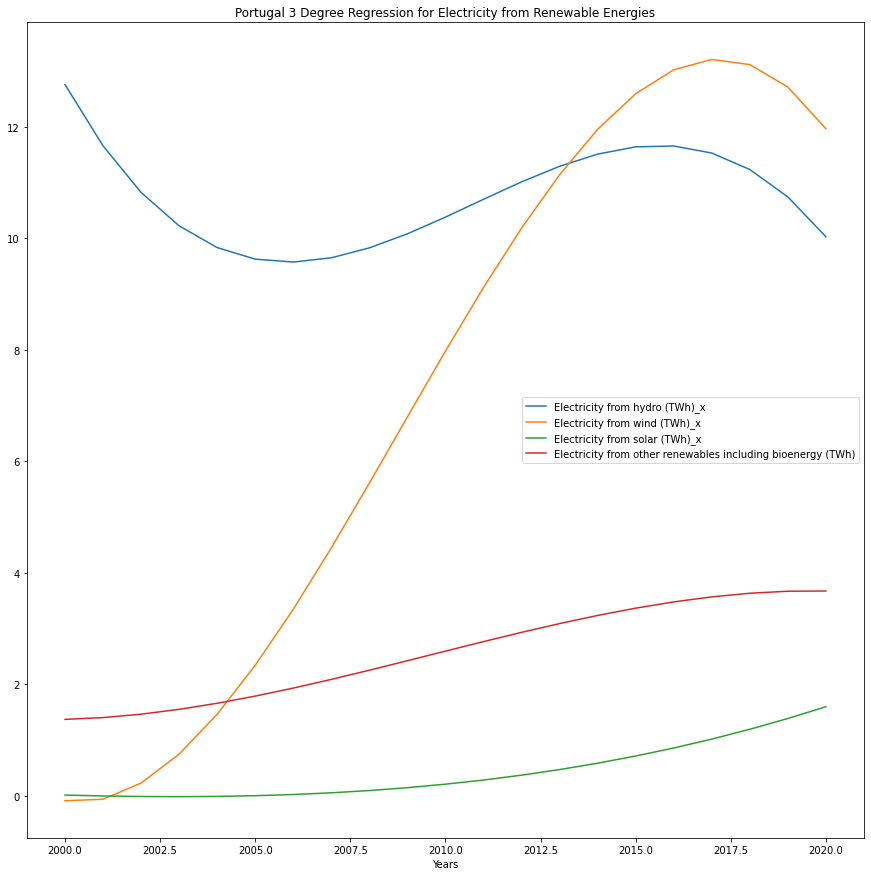 Portugal 3 Degree Regression for Electricity from Renewable Energies
12
10
8
6
4
2
0
Electricity from hydro (TWh)_x
Electricity from wind (TWh)_x
Electricity from solar (TWh)_x
Electricity from other renewables including bioenergy (TWh)
2000.0 2002.5 2005.0 2007.5 2010.0 2012.5 2015.0 2017.5 2020.0
Years